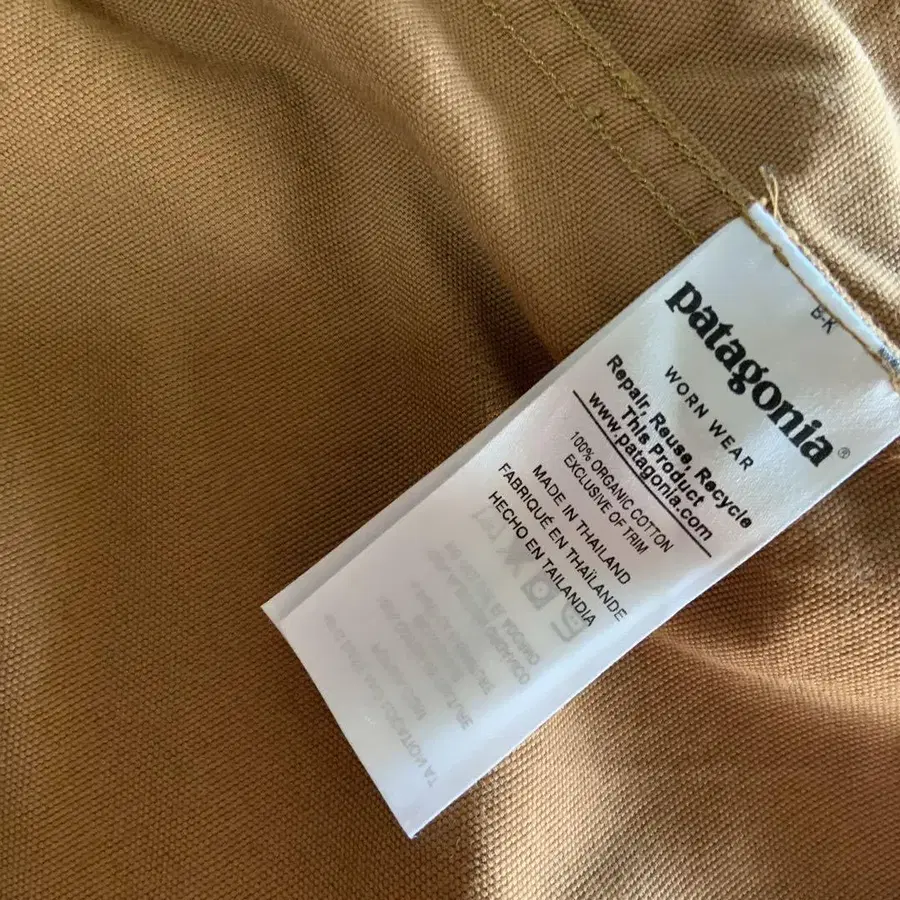 B-K
patagonia®
WORN WEAR
Repair, Reuse, Recycle
This Product
www.patagonia.com
100% ORGANIC COTTON
EXCLUSIVE OF TRIM
MADE IN THAILAND
FABRIQUÉ EN THAÏLANDE
HECHO EN TAILANDIA